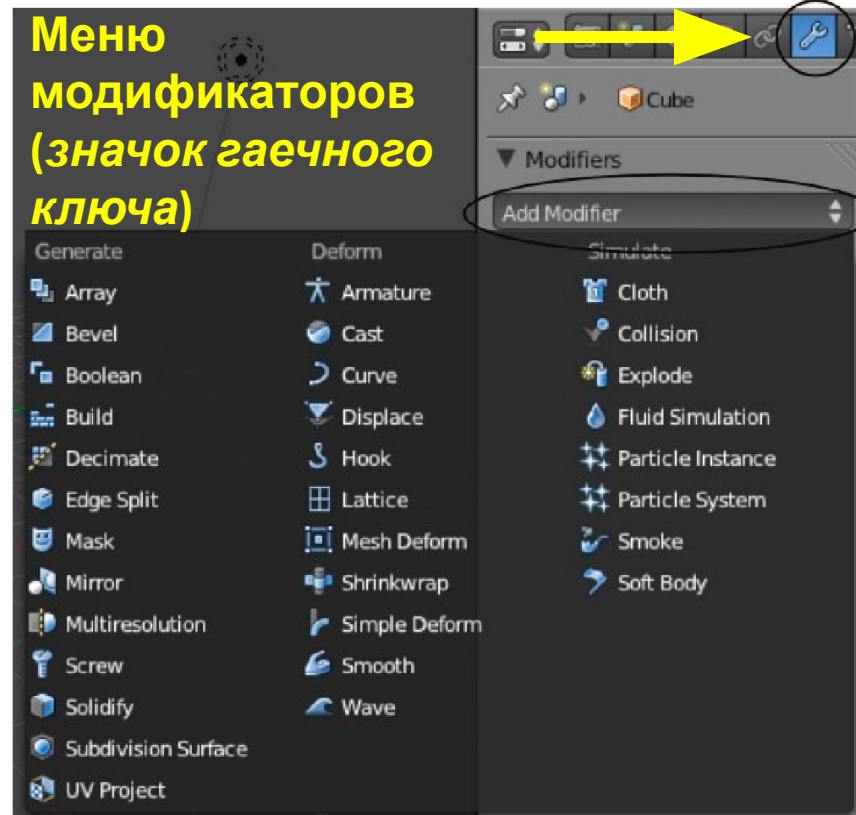 Меню
модификаторов
(значок гаечного
ключа)
Cube
Modifiers
Add Modifier
Generate
Array
Bevel
Boolean
Build
Decimate
Edge Split
Mask
Mirror
Multiresolution
Screw
Solidify
Subdivision Surface
UV Project
Deform
Armature
Cast
Curve
Displace
Hook
Lattice
Mesh Deform
Shrinkwrap
Simple Deform
Smooth
Wave
Simulate
Cloth
Collision
Explode
Fluid Simulation
Particle Instance
Particle System
Smoke
Soft Body